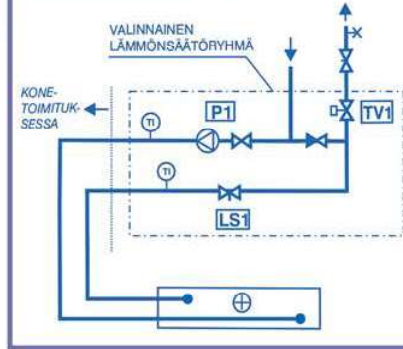 VALINNAINEN
LÄMMÖNSÄÄTÖRYHMÄ
KONE-
TOIMITUK-
SESSA
P1
TV1
TI
TI
LS1